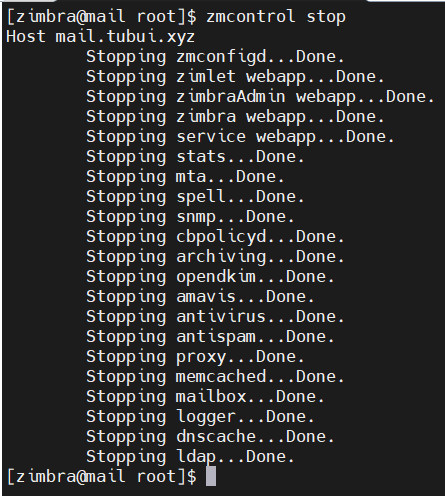 [zimbra@mail root]$ zmcontrol stop
Host mail.tubui.xyz
        Stopping zmconfigd...Done.
        Stopping zimlet webapp...Done.
        Stopping zimbraAdmin webapp...Done.
        Stopping zimbra webapp...Done.
        Stopping service webapp...Done.
        Stopping stats...Done.
        Stopping mta...Done.
        Stopping spell...Done.
        Stopping snmp...Done.
        Stopping cbpolicyd...Done.
        Stopping archiving...Done.
        Stopping opendkim...Done.
        Stopping amavis...Done.
        Stopping antivirus...Done.
        Stopping antispam...Done.
        Stopping proxy...Done.
        Stopping memcached...Done.
        Stopping mailbox...Done.
        Stopping logger...Done.
        Stopping dnscache...Done.
        Stopping ldap...Done.
[zimbra@mail root]$